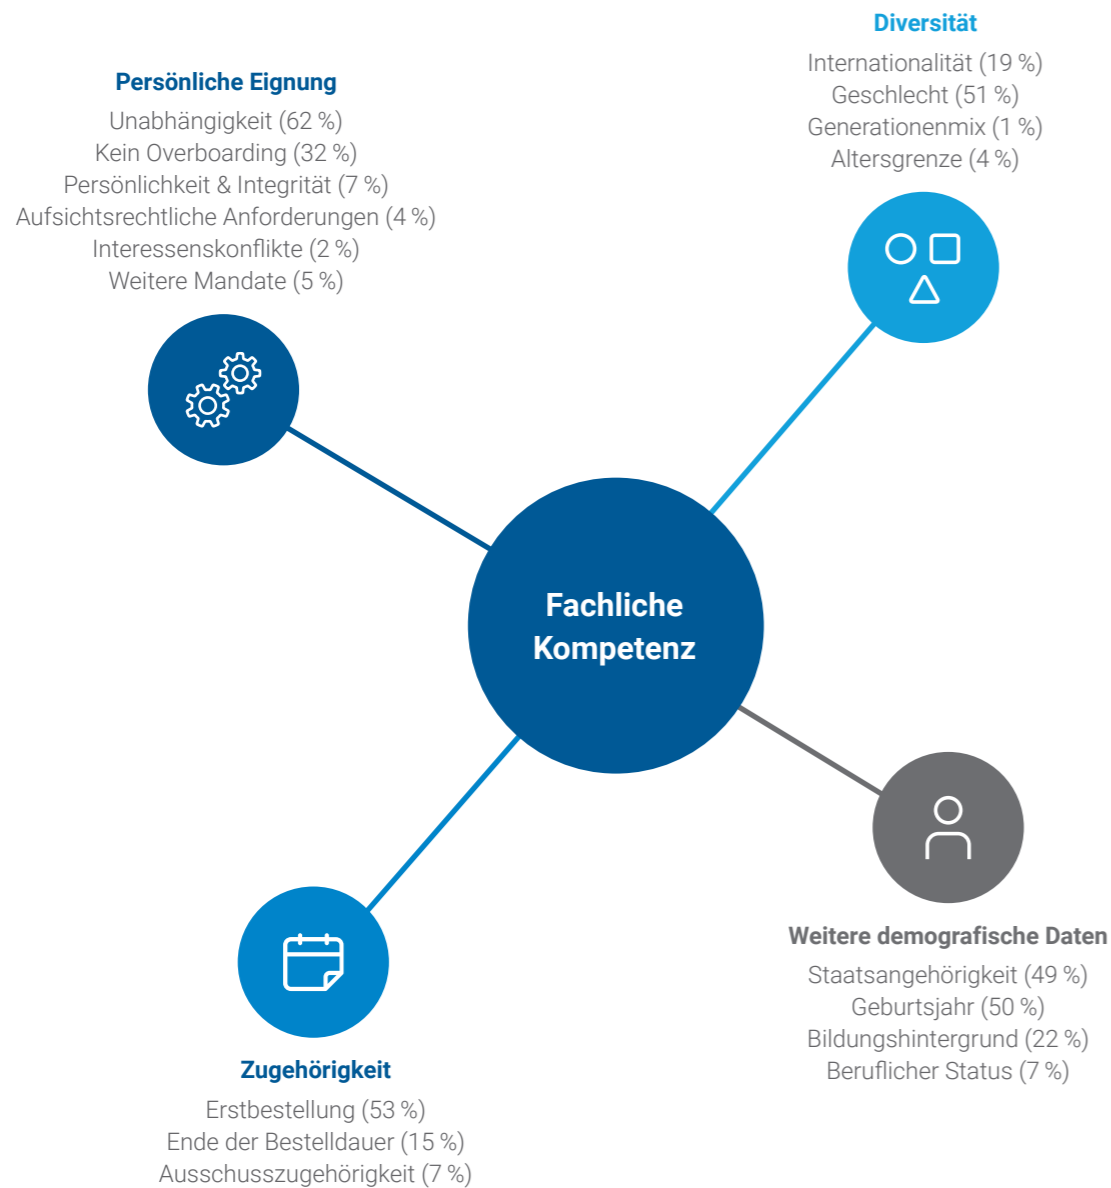 Diversität
Internationalität (19 %)
Geschlecht (51 %)
Generationenmix (1 %)
Altersgrenze (4 %)
Persönliche Eignung
Unabhängigkeit (62 %)
Kein Overboarding (32 %)
Persönlichkeit & Integrität (7 %)
Aufsichtsrechtliche Anforderungen (4 %)
Interessenskonflikte (2 %)
Weitere Mandate (5 %)
Fachliche
Kompetenz
Weitere demografische Daten
Staatsangehörigkeit (49 %)
Geburtsjahr (50 %)
Bildungshintergrund (22 %)
Beruflicher Status (7 %)
Zugehörigkeit
Erstbestellung (53 %)
Ende der Bestelldauer (15 %)
Ausschusszugehörigkeit (7 %)